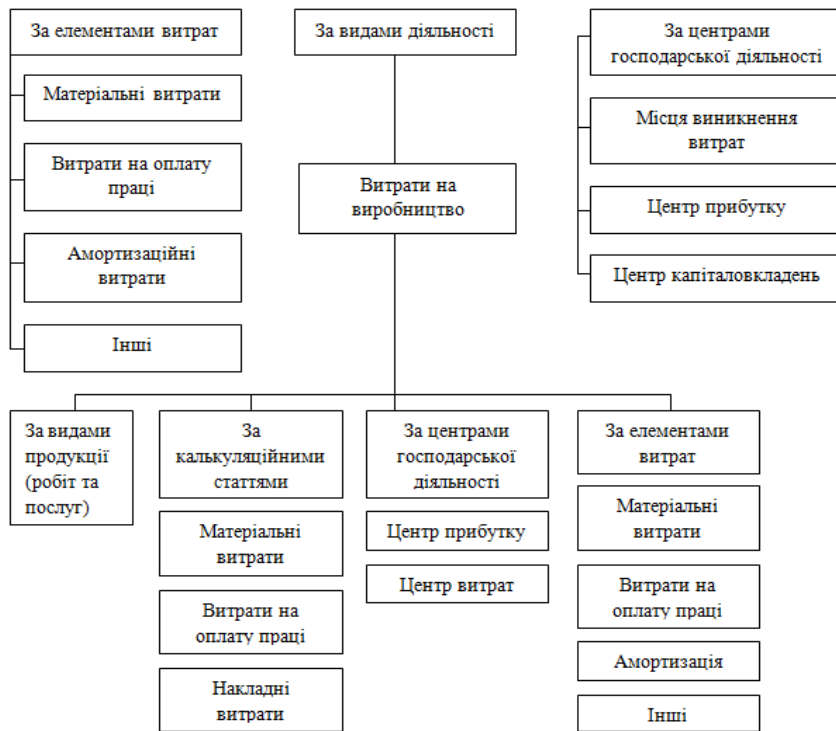 За елементами витрат
Матеріальні витрати
Витрати на оплату
праці
Амортизаційні
витрати
Інші
За видами діяльності
Витрати на
виробництво
За центрами
господарської діяльності
Місця виникнення
витрат
Центр прибутку
Центр капіталовкладень
За видами
продукції
(робіт та
послуг)
За
калькуляційними
статтями
Матеріальні
витрати
Витрати на
оплату праці
Накладні
витрати
За центрами
господарської
діяльності
Центр прибутку
Центр витрат
За елементами
витрат
Матеріальні
витрати
Витрати на
оплату праці
Амортизація
Інші